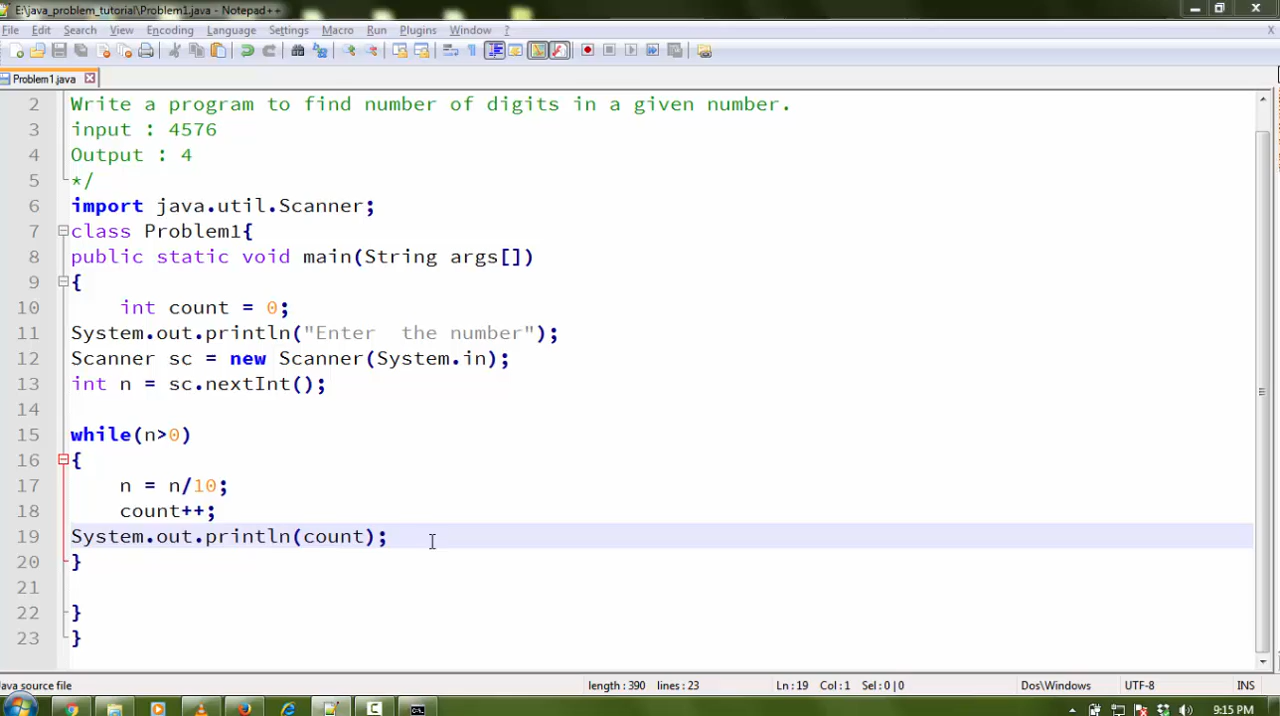 E:\java_problem_tutorial\Problem1.java - Notepad++
File Edit Search View Encoding Language Settings Macro Run Plugins Window ? X
Problem1.java
2 Write a program to find number of digits in a given number.
3 input : 4576
4 Output : 4
5 */
6 import java.util.Scanner;
7 class Problem1{
8 public static void main(String args[])
9 {
10 int count = 0;
11 System.out.println("Enter  the number");
12 Scanner sc = new Scanner(System.in);
13 int n = sc.nextInt();
14
15 while(n>0)
16 {
17 n = n/10;
18 count++;
19 System.out.println(count);
20 }
21
22 }
23 }
Java source file length : 390 lines : 23 Ln : 19 Col : 1 Sel : 0 | 0 Dos\Windows UTF-8 INS
9:15 PM